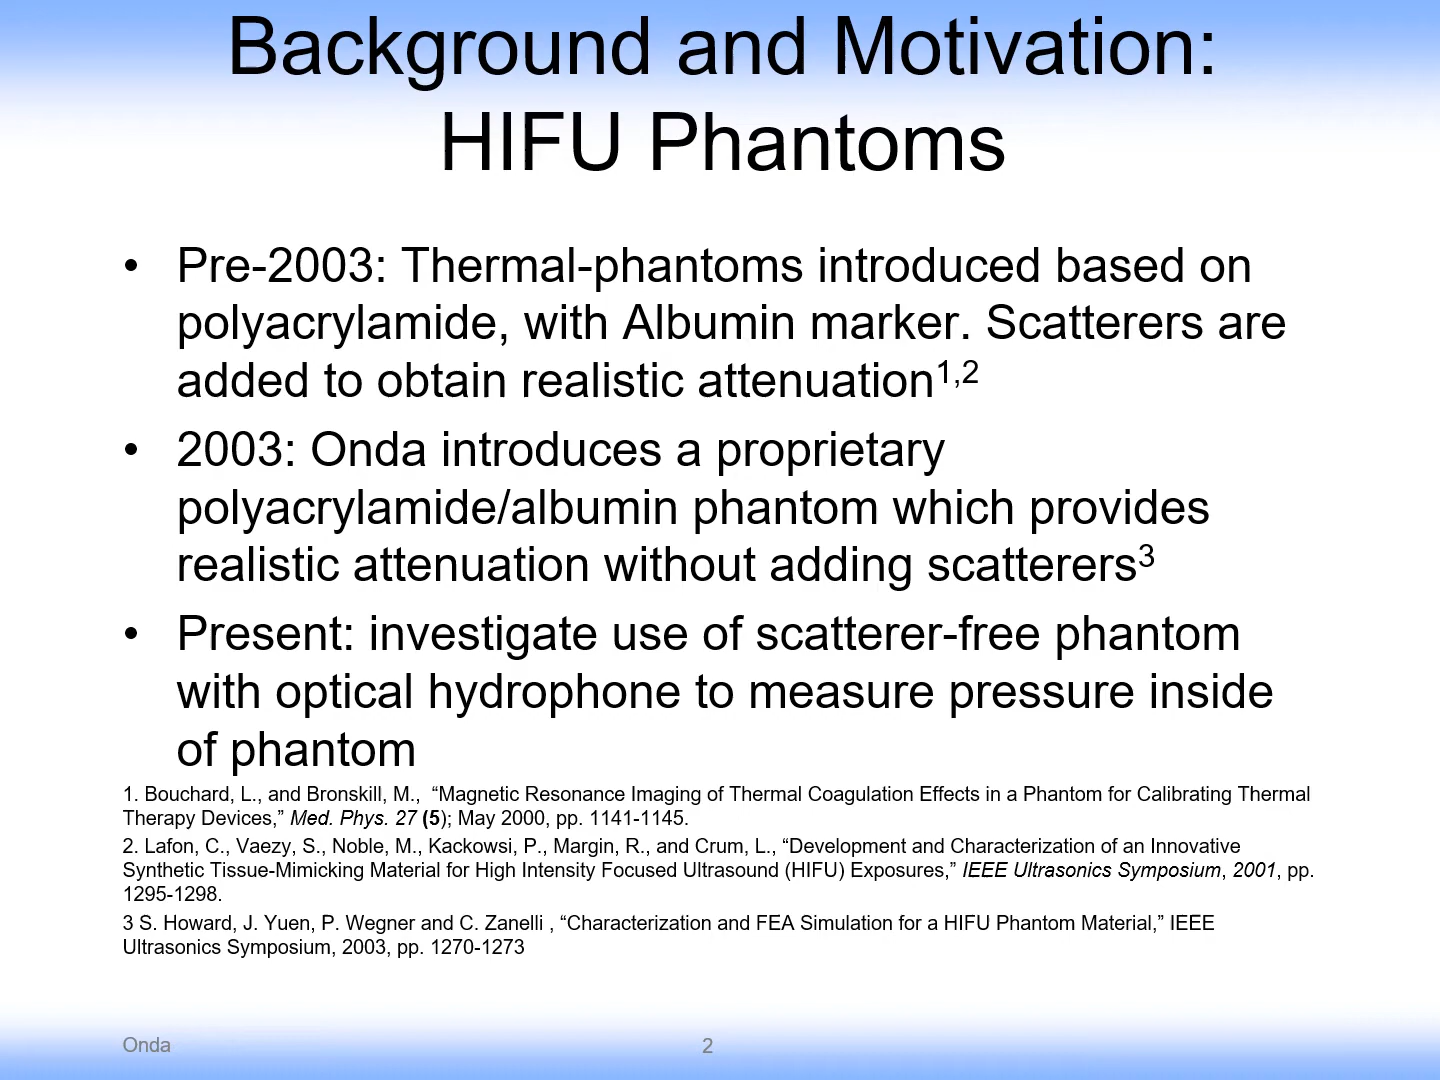 Background and Motivation:
HIFU Phantoms
• Pre-2003: Thermal-phantoms introduced based on
polyacrylamide, with Albumin marker. Scatterers are
added to obtain realistic attenuation1,2
• 2003: Onda introduces a proprietary
polyacrylamide/albumin phantom which provides
realistic attenuation without adding scatterers3
• Present: investigate use of scatterer-free phantom
with optical hydrophone to measure pressure inside
of phantom
1. Bouchard, L., and Bronskill, M.,  “Magnetic Resonance Imaging of Thermal Coagulation Effects in a Phantom for Calibrating Thermal
Therapy Devices,” Med. Phys. 27 (5); May 2000, pp. 1141-1145.
2. Lafon, C., Vaezy, S., Noble, M., Kackowsi, P., Margin, R., and Crum, L., “Development and Characterization of an Innovative
Synthetic Tissue-Mimicking Material for High Intensity Focused Ultrasound (HIFU) Exposures,” IEEE Ultrasonics Symposium, 2001, pp.
1295-1298.
3 S. Howard, J. Yuen, P. Wegner and C. Zanelli , “Characterization and FEA Simulation for a HIFU Phantom Material,” IEEE
Ultrasonics Symposium, 2003, pp. 1270-1273
Onda
2